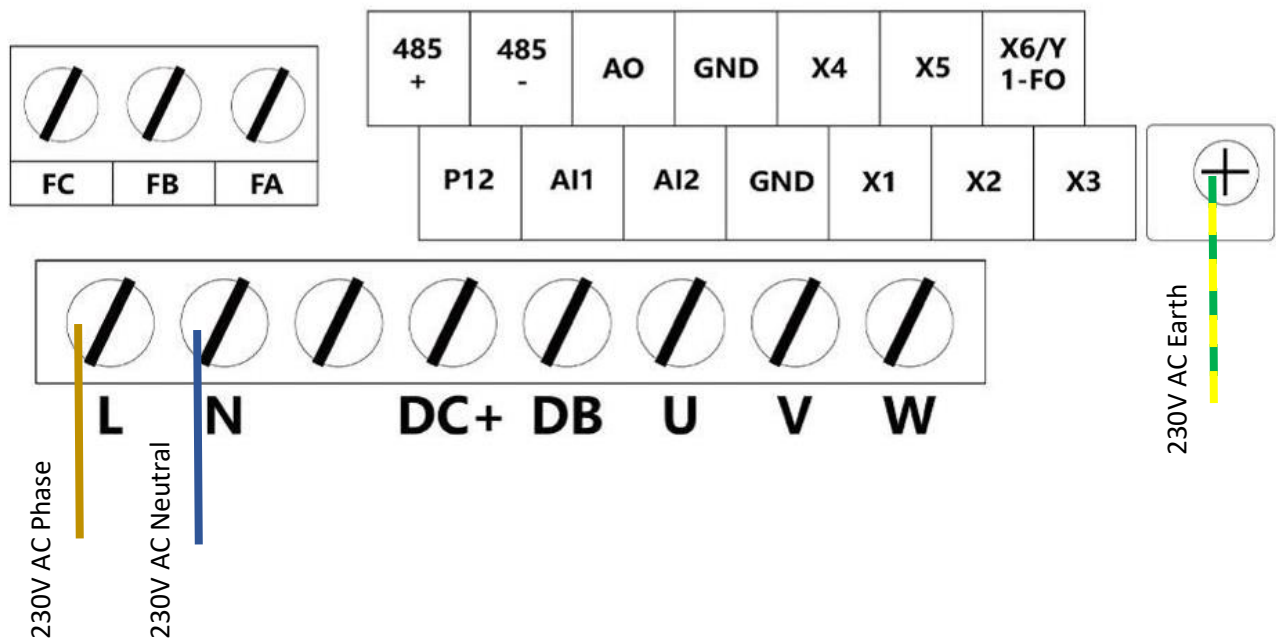 485
+
485
-
AO
GND
X4
X5
X6/Y
1-FO
FC
FB
FA
P12
AI1
AI2
GND
X1
X2
X3
L
N
DC+
DB
U
V
W
230V AC Phase
230V AC Neutral
230V AC Earth